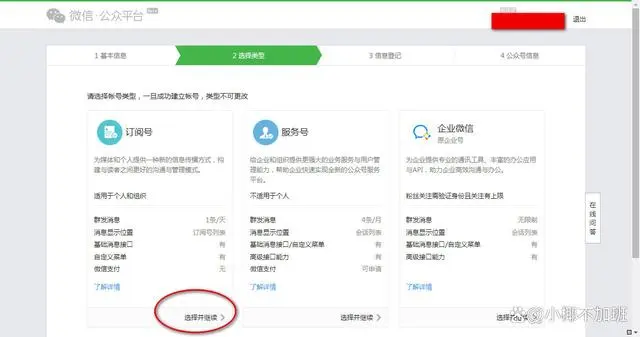 微信·公众平台 Beta
退出
1 基本信息
2 选择类型
3 信息登记
4 公众号信息
请选择帐号类型，一旦成功建立帐号，类型不可更改
订阅号
为媒体和个人提供一种新的信息传播方式，构
建与读者之间更好的沟通与管理模式。
适用于个人和组织
群发消息 1条/天
消息显示位置 订阅号列表
基础消息接口 有
自定义菜单 有
微信支付 无
了解详情
选择并继续
服务号
给企业和组织提供更强大的业务服务与用户管
理能力，帮助企业快速实现全新的公众号服务
平台。
不适用于个人
群发消息 4条/月
消息显示位置 会话列表
基础消息接口/自定义菜单 有
高级接口能力 有
微信支付 可申请
了解详情
选择并继续
企业微信
原企业号
为企业提供专业的通讯工具、丰富的办公应用
与API，助力企业高效沟通与办公。
粉丝关注需验证身份且关注有上限
群发消息 无限制
消息显示位置 会话列表
基础消息接口/自定义菜单 有
高级接口能力 有
了解详情
选择并继续
在线问答
小椰不加班